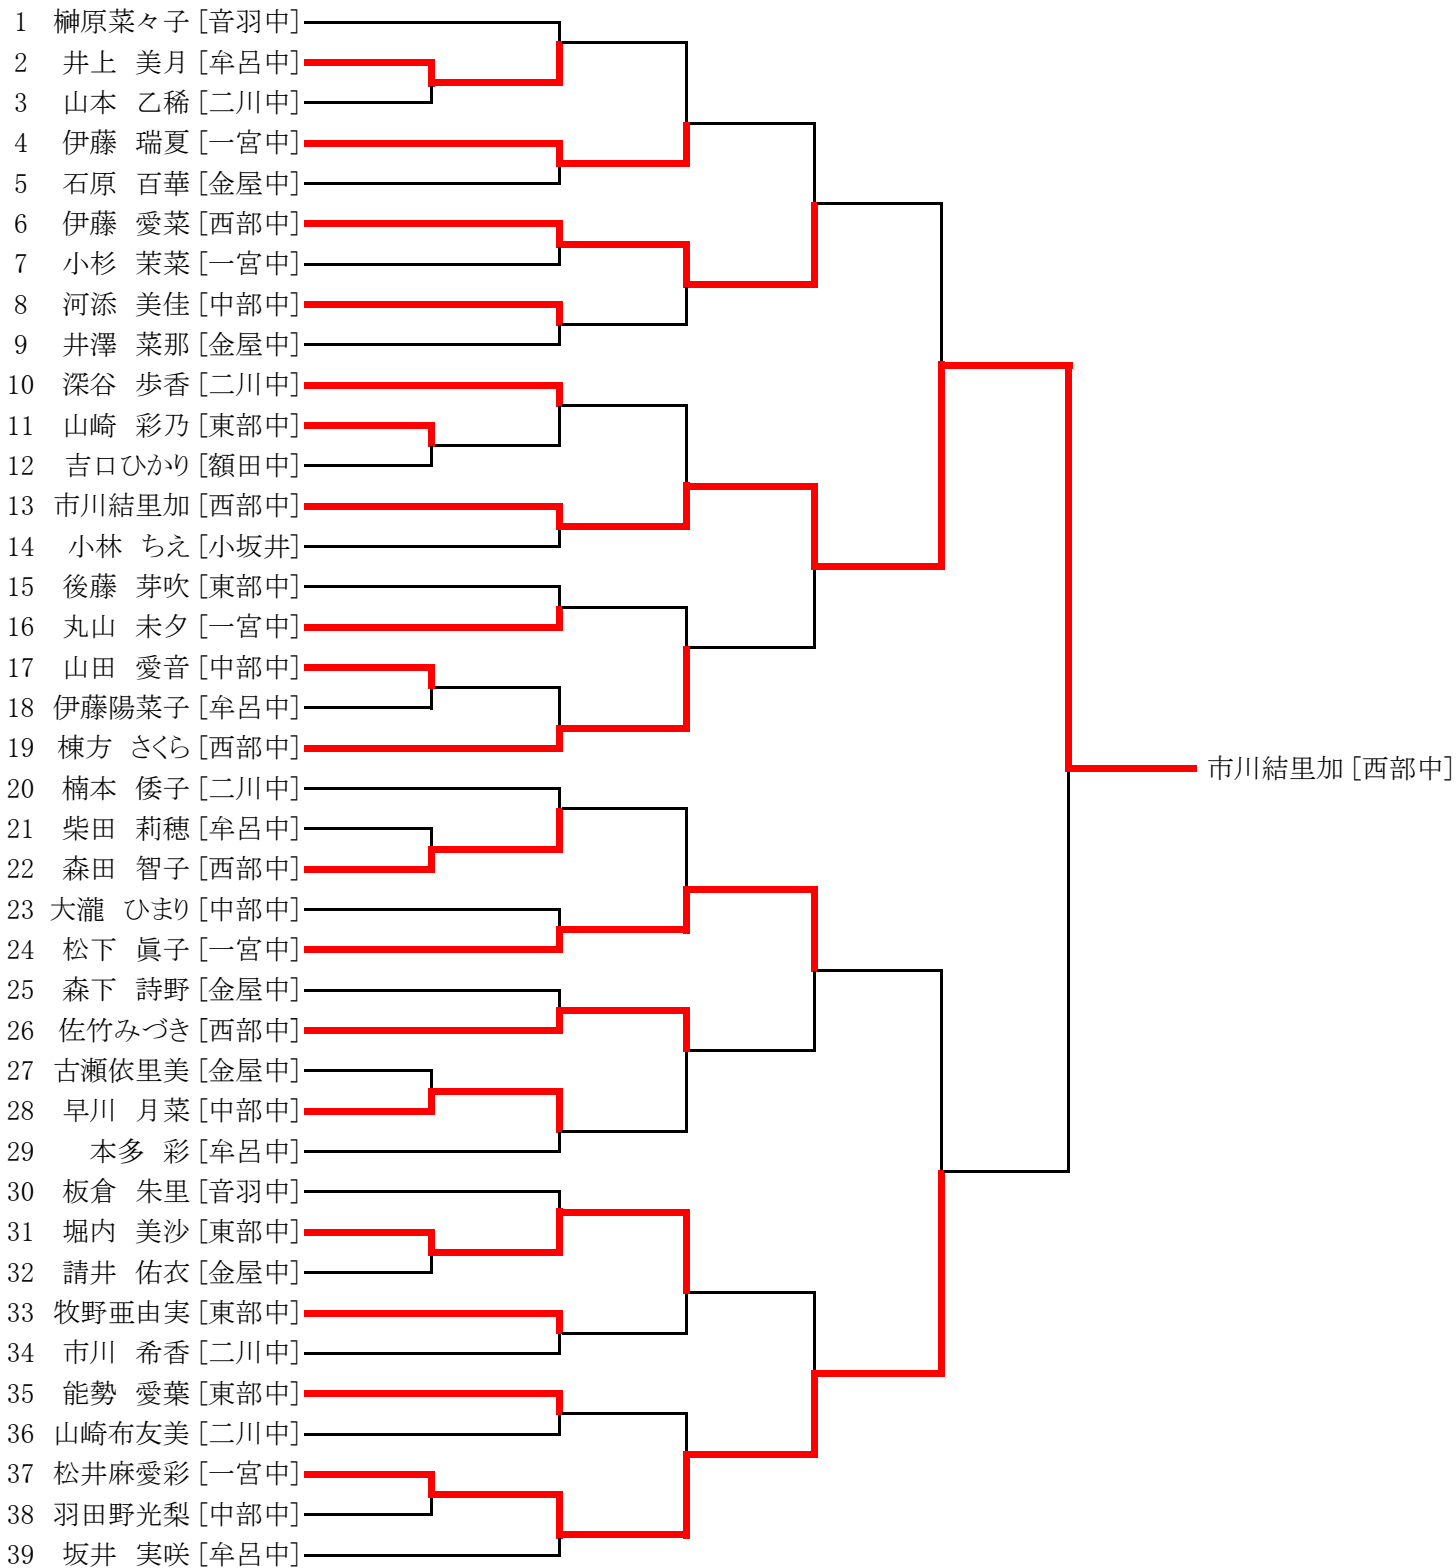 1 榊原菜々子 [音羽中]
2 井上 美月 [牟呂中]
3 山本 乙稀 [二川中]
4 伊藤 瑞夏 [一宮中]
5 石原 百華 [金屋中]
6 伊藤 愛菜 [西部中]
7 小杉 茉菜 [一宮中]
8 河添 美佳 [中部中]
9 井澤 菜那 [金屋中]
10 深谷 歩香 [二川中]
11 山崎 彩乃 [東部中]
12 吉口ひかり [額田中]
13 市川結里加 [西部中]
14 小林 ちえ [小坂井]
15 後藤 芽吹 [東部中]
16 丸山 未夕 [一宮中]
17 山田 愛音 [中部中]
18 伊藤陽菜子 [牟呂中]
19 棟方 さくら [西部中]
市川結里加 [西部中]
20 楠本 倭子 [二川中]
21 柴田 莉穂 [牟呂中]
22 森田 智子 [西部中]
23 大瀧 ひまり [中部中]
24 松下 眞子 [一宮中]
25 森下 詩野 [金屋中]
26 佐竹みづき [西部中]
27 古瀬依里美 [金屋中]
28 早川 月菜 [中部中]
29 本多 彩 [牟呂中]
30 板倉 朱里 [音羽中]
31 堀内 美沙 [東部中]
32 請井 佑衣 [金屋中]
33 牧野亜由実 [東部中]
34 市川 希香 [二川中]
35 能勢 愛葉 [東部中]
36 山崎布友美 [二川中]
37 松井麻愛彩 [一宮中]
38 羽田野光梨 [中部中]
39 坂井 実咲 [牟呂中]